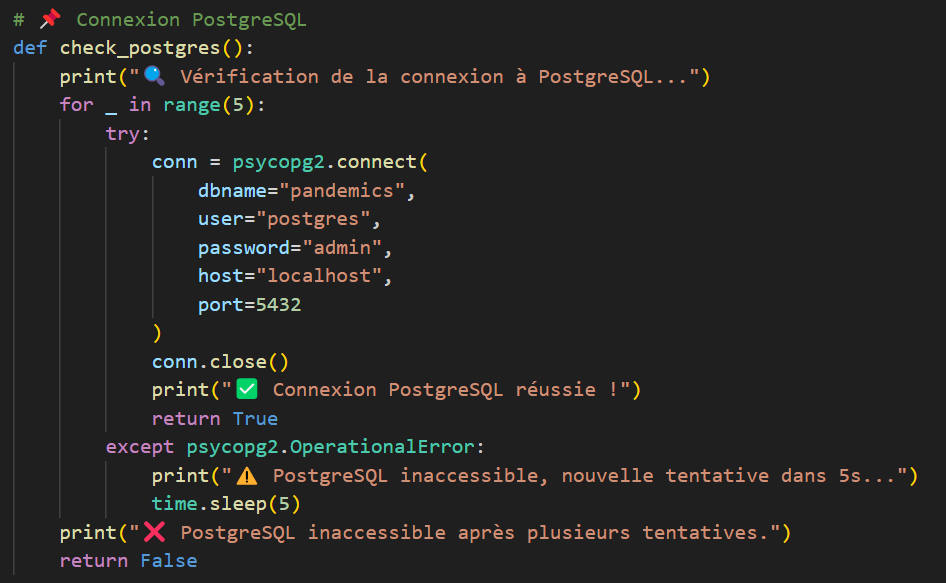 # 📌 Connexion PostgreSQL
def check_postgres():
    print("🔍 Vérification de la connexion à PostgreSQL...")
    for _ in range(5):
        try:
            conn = psycopg2.connect(
                dbname="pandemics",
                user="postgres",
                password="admin",
                host="localhost",
                port=5432
            )
            conn.close()
            print("✅ Connexion PostgreSQL réussie !")
            return True
        except psycopg2.OperationalError:
            print("⚠️ PostgreSQL inaccessible, nouvelle tentative dans 5s...")
            time.sleep(5)
    print("❌ PostgreSQL inaccessible après plusieurs tentatives.")
    return False